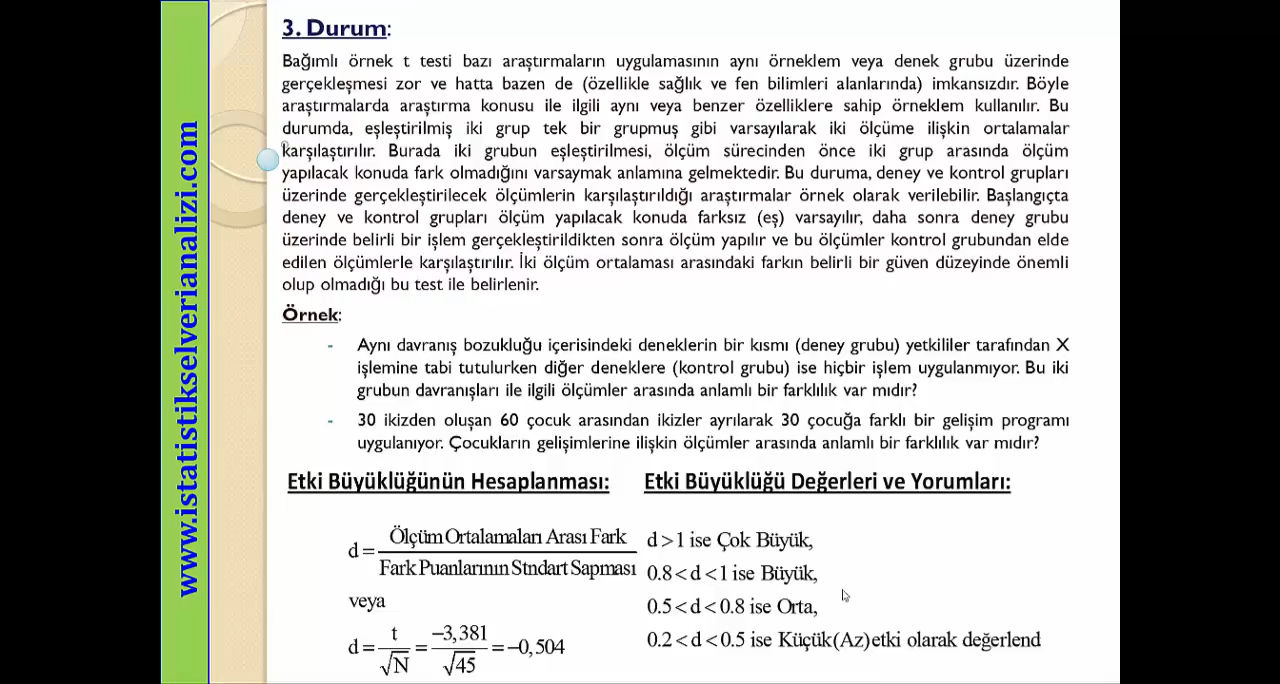 www.istatistikselverianalizi.com
3. Durum:
Bağımlı örnek t testi bazı araştırmaların uygulamasının aynı örneklem veya denek grubu üzerinde
gerçekleşmesi zor ve hatta bazen de (özellikle sağlık ve fen bilimleri alanlarında) imkansızdır. Böyle
araştırmalarda araştırma konusu ile ilgili aynı veya benzer özelliklere sahip örneklem kullanılır. Bu
durumda, eşleştirilmiş iki grup tek bir grupmuş gibi varsayılarak iki ölçüme ilişkin ortalamalar
karşılaştırılır. Burada iki grubun eşleştirilmesi, ölçüm sürecinden önce iki grup arasında ölçüm
yapılacak konuda fark olmadığını varsaymak anlamına gelmektedir. Bu duruma, deney ve kontrol grupları
üzerinde gerçekleştirilecek ölçümlerin karşılaştırıldığı araştırmalar örnek olarak verilebilir. Başlangıçta
deney ve kontrol grupları ölçüm yapılacak konuda farksız (eş) varsayılır, daha sonra deney grubu
üzerinde belirli bir işlem gerçekleştirildikten sonra ölçüm yapılır ve bu ölçümler kontrol grubundan elde
edilen ölçümlerle karşılaştırılır. İki ölçüm ortalaması arasındaki farkın belirli bir güven düzeyinde önemli
olup olmadığı bu test ile belirlenir.
Örnek:
- Aynı davranış bozukluğu içerisindeki deneklerin bir kısmı (deney grubu) yetkililer tarafından X
işlemine tabi tutulurken diğer deneklere (kontrol grubu) ise hiçbir işlem uygulanmıyor. Bu iki
grubun davranışları ile ilgili ölçümler arasında anlamlı bir farklılık var mıdır?
- 30 ikizden oluşan 60 çocuk arasından ikizler ayrılarak 30 çocuğa farklı bir gelişim programı
uygulanıyor. Çocukların gelişimlerine ilişkin ölçümler arasında anlamlı bir farklılık var mıdır?
Etki Büyüklüğünün Hesaplanması:
d = Ölçüm Ortalamaları Arası Fark / Fark Puanlarının Stndart Sapması
veya
d = t / √N = −3,381 / √45 = −0,504
Etki Büyüklüğü Değerleri ve Yorumları:
d > 1 ise Çok Büyük,
0.8 < d < 1 ise Büyük,
0.5 < d < 0.8 ise Orta,
0.2 < d < 0.5 ise Küçük (Az) etki olarak değerlend